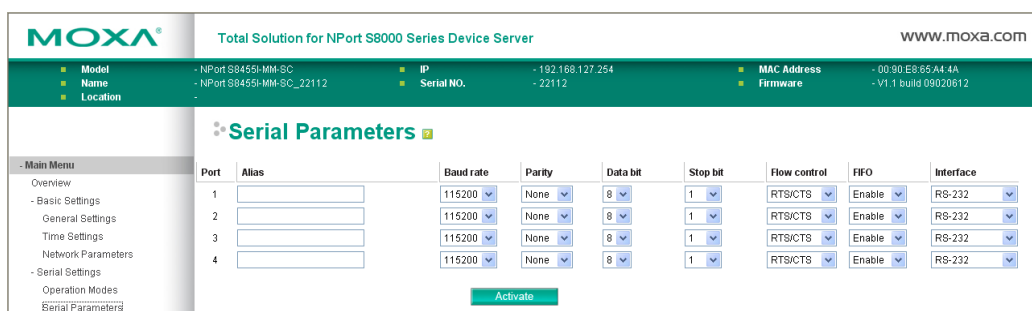 MOXA®
Total Solution for NPort S8000 Series Device Server
www.moxa.com
Model - NPort S8455I-MM-SC IP - 192.168.127.254 MAC Address - 00:90:E8:65:A4:4A
Name - NPort S8455I-MM-SC_22112 Serial NO. - 22112 Firmware - V1.1 build 09020612
Location -
Serial Parameters ?
- Main Menu
Overview
- Basic Settings
General Settings
Time Settings
Network Parameters
- Serial Settings
Operation Modes
Serial Parameters
Port Alias Baud rate Parity Data bit Stop bit Flow control FIFO Interface
1 115200 None 8 1 RTS/CTS Enable RS-232
2 115200 None 8 1 RTS/CTS Enable RS-232
3 115200 None 8 1 RTS/CTS Enable RS-232
4 115200 None 8 1 RTS/CTS Enable RS-232
Activate